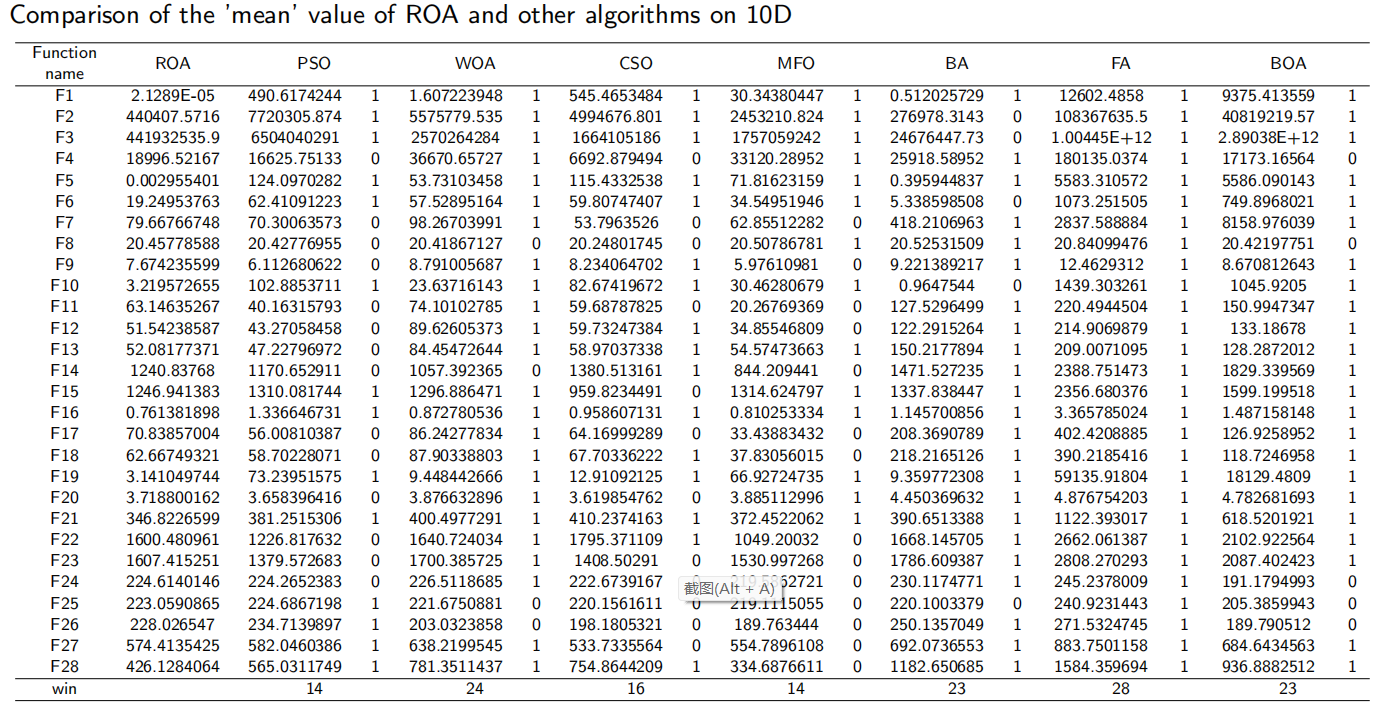 Comparison of the 'mean' value of ROA and other algorithms on 10D
Function name ROA PSO WOA CSO MFO BA FA BOA
F1 2.1289E-05 490.6174244 1 1.607223948 1 545.4653484 1 30.34380447 1 0.512025729 1 12602.4858 1 9375.413559 1
F2 440407.5716 7720305.874 1 5575779.535 1 4994676.801 1 2453210.824 1 276978.3143 0 108367635.5 1 40819219.57 1
F3 441932535.9 6504040291 1 2570264284 1 1664105186 1 1757059242 1 24676447.73 0 1.00445E+12 1 2.89038E+12 1
F4 18996.52167 16625.75133 0 36670.65727 1 6692.879494 0 33120.28952 1 25918.58952 1 180135.0374 1 17173.16564 0
F5 0.002955401 124.0970282 1 53.73103458 1 115.4332538 1 71.81623159 1 0.395944837 1 5583.310572 1 5586.090143 1
F6 19.24953763 62.41091223 1 57.52895164 1 59.80747407 1 34.54951946 1 5.338598508 0 1073.251505 1 749.8968021 1
F7 79.66766748 70.30063573 0 98.26703991 1 53.7963526 0 62.85512282 0 418.2106963 1 2837.588884 1 8158.976039 1
F8 20.45778588 20.42776955 0 20.41867127 0 20.24801745 0 20.50786781 1 20.52531509 1 20.84099476 1 20.42197751 0
F9 7.674235599 6.112680622 0 8.791005687 1 8.234064702 1 5.97610981 0 9.221389217 1 12.4629312 1 8.670812643 1
F10 3.219572655 102.8853711 1 23.63716143 1 82.67419672 1 30.46280679 1 0.9647544 0 1439.303261 1 1045.9205 1
F11 63.14635267 40.16315793 0 74.10102785 1 59.68787825 0 20.26769369 0 127.5296499 1 220.4944504 1 150.9947347 1
F12 51.54238587 43.27058458 0 89.62605373 1 59.73247384 1 34.85546809 0 122.2915264 1 214.9069879 1 133.18678 1
F13 52.08177371 47.22796972 0 84.45472644 1 58.97037338 1 54.57473663 1 150.2177894 1 209.0071095 1 128.2872012 1
F14 1240.83768 1170.652911 0 1057.392365 0 1380.513161 1 844.209441 0 1471.527235 1 2388.751473 1 1829.339569 1
F15 1246.941383 1310.081744 1 1296.886471 1 959.8234491 0 1314.624797 1 1337.838447 1 2356.680376 1 1599.199518 1
F16 0.761381898 1.336646731 1 0.872780536 1 0.958607131 1 0.810253334 1 1.145700856 1 3.365785024 1 1.487158148 1
F17 70.83857004 56.00810387 0 86.24277834 1 64.16999289 0 33.43883432 0 208.3690789 1 402.4208885 1 126.9258952 1
F18 62.66749321 58.70228071 0 87.90338803 1 67.70336222 1 37.83056015 0 218.2165126 1 390.2185416 1 118.7246958 1
F19 3.141049744 73.23951575 1 9.448442666 1 12.91092125 1 66.92724735 1 9.359772308 1 59135.91804 1 18129.4809 1
F20 3.718800162 3.658396416 0 3.876632896 1 3.619854762 0 3.885112996 1 4.450369632 1 4.876754203 1 4.782681693 1
F21 346.8226599 381.2515306 1 400.4977291 1 410.2374163 1 372.4522062 1 390.6513388 1 1122.393017 1 618.5201921 1
F22 1600.480961 1226.817632 0 1640.724034 1 1795.371109 1 1049.20032 0 1668.145705 1 2662.061387 1 2102.922564 1
F23 1607.415251 1379.572683 0 1700.385725 1 1408.50291 0 1530.997268 0 1786.609387 1 2808.270293 1 2087.402423 1
F24 224.6140146 224.2652383 0 226.5118685 1 222.6739167 0 230.1174771 1 245.2378009 1 191.1794993 0
截图(Alt + A)
F25 223.0590865 224.6867198 1 221.6750881 0 220.1561611 0 219.1115055 0 220.1003379 0 240.9231443 1 205.3859943 0
F26 228.026547 234.7139897 1 203.0323858 0 198.1805321 0 189.763444 0 250.1357049 1 271.5324745 1 189.790512 0
F27 574.4135425 582.0460386 1 638.2199545 1 533.7335564 0 554.7896108 0 692.0736553 1 883.7501158 1 684.6434563 1
F28 426.1284064 565.0311749 1 781.3511437 1 754.8644209 1 334.6876611 0 1182.650685 1 1584.359694 1 936.8882512 1
win 14 24 16 14 23 28 23